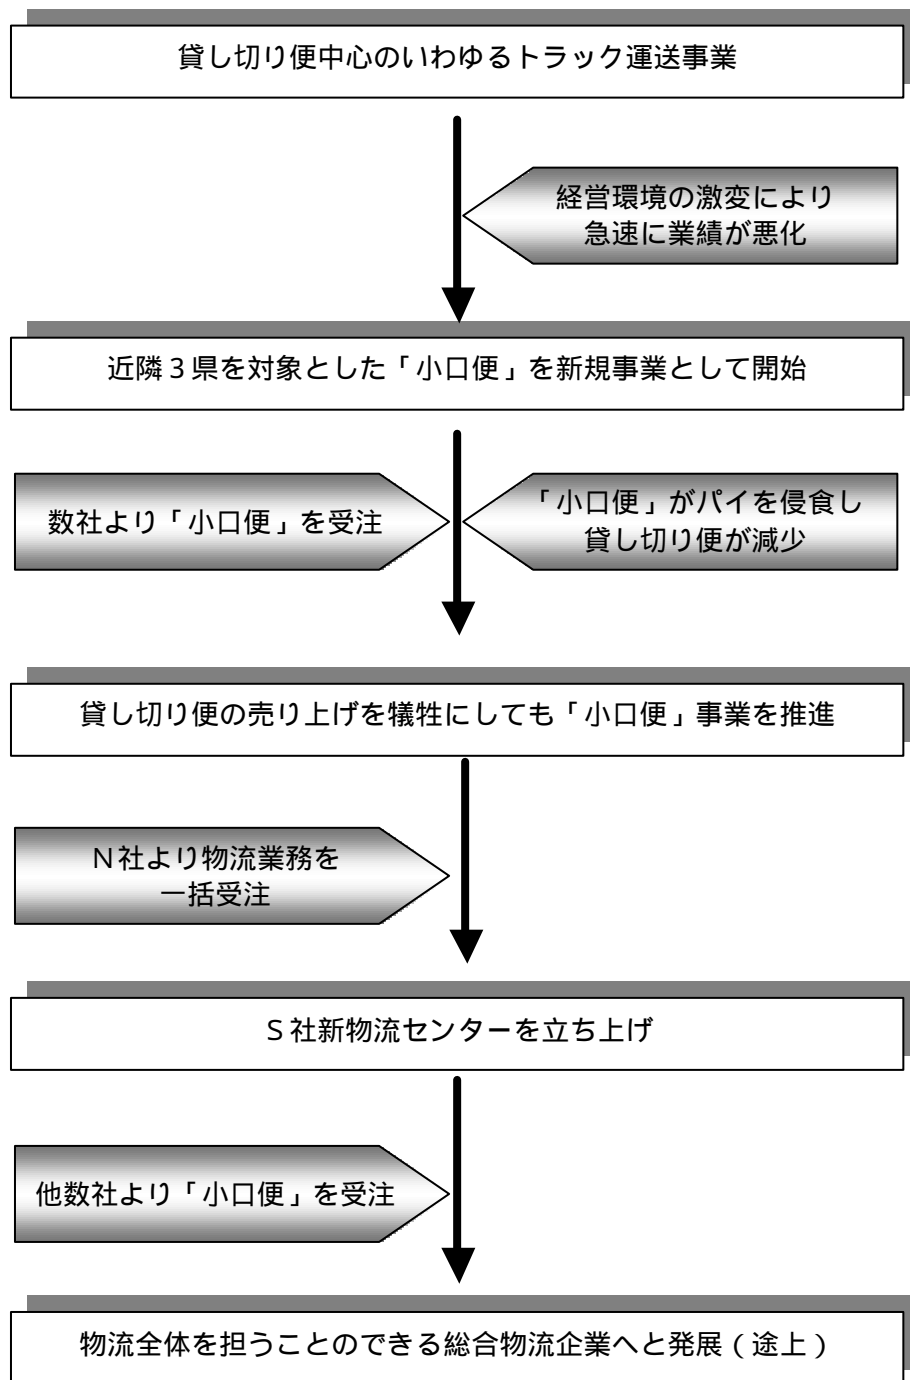 貸し切り便中心のいわゆるトラック運送事業
経営環境の激変により
急速に業績が悪化
近隣３県を対象とした「小口便」を新規事業として開始
数社より「小口便」を受注
「小口便」がパイを侵食し
貸し切り便が減少
貸し切り便の売り上げを犠牲にしても「小口便」事業を推進
Ｎ社より物流業務を
一括受注
Ｓ社新物流センターを立ち上げ
他数社より「小口便」を受注
物流全体を担うことのできる総合物流企業へと発展（途上）